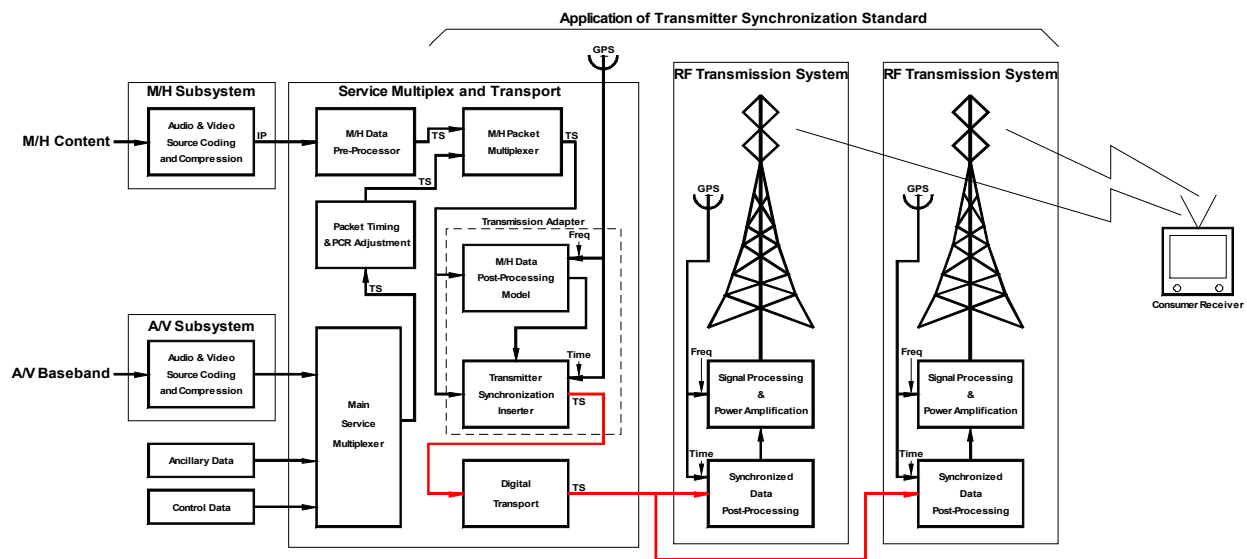 Application of Transmitter Synchronization Standard
GPS
M/H Subsystem
Service Multiplex and Transport
RF Transmission System
RF Transmission System
M/H Content
Audio & Video
Source Coding
and Compression
IP
M/H Data
Pre-Processor
TS
M/H Packet
Multiplexer
TS
TS
Packet Timing
& PCR Adjustment
TS
Transmission Adapter
Freq
M/H Data
Post-Processing
Model
Time
Transmitter
Synchronization
Inserter
TS
A/V Subsystem
A/V Baseband
Audio & Video
Source Coding
and Compression
Main
Service
Multiplexer
Ancillary Data
Control Data
Digital
Transport
TS
GPS
Freq
Signal Processing
&
Power Amplification
Time
Synchronized
Data
Post-Processing
GPS
Freq
Signal Processing
&
Power Amplification
Time
Synchronized
Data
Post-Processing
Consumer Receiver